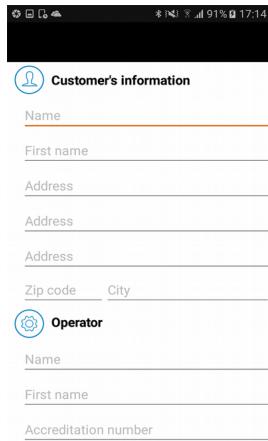 91% 17:14
Customer's information
Name
First name
Address
Address
Address
Zip code City
Operator
Name
First name
Accreditation number